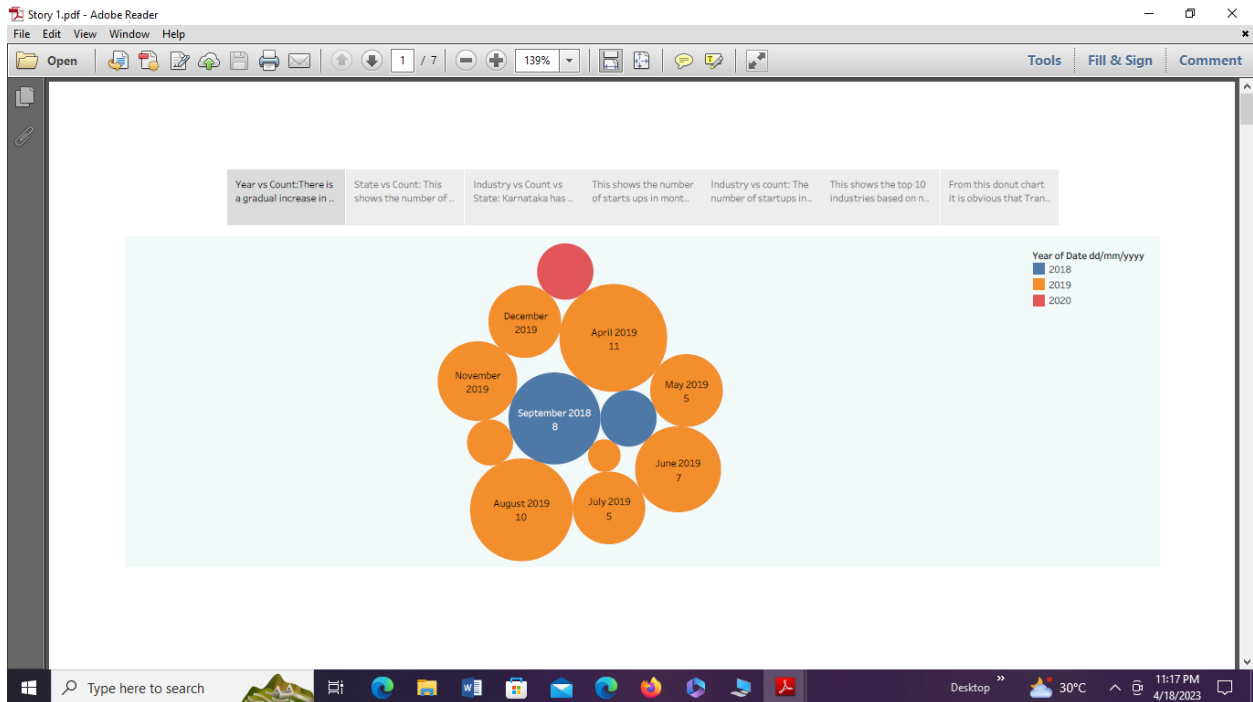 Story 1.pdf - Adobe Reader
File Edit View Window Help
Open 1 / 7 139% Tools Fill & Sign Comment
Year vs Count:There is
a gradual increase in ..
State vs Count: This
shows the number of ..
Industry vs Count vs
State: Karnataka has ..
This shows the number
of starts ups in mont..
Industry vs count: The
number of startups in..
This shows the top 10
industries based on n..
From this donut chart
it is obvious that Tran..
Year of Date dd/mm/yyyy
2018
2019
2020
December
2019
April 2019
11
November
2019
May 2019
5
September 2018
8
June 2019
7
August 2019
10
July 2019
5
Type here to search
Desktop
30°C
11:17 PM
4/18/2023